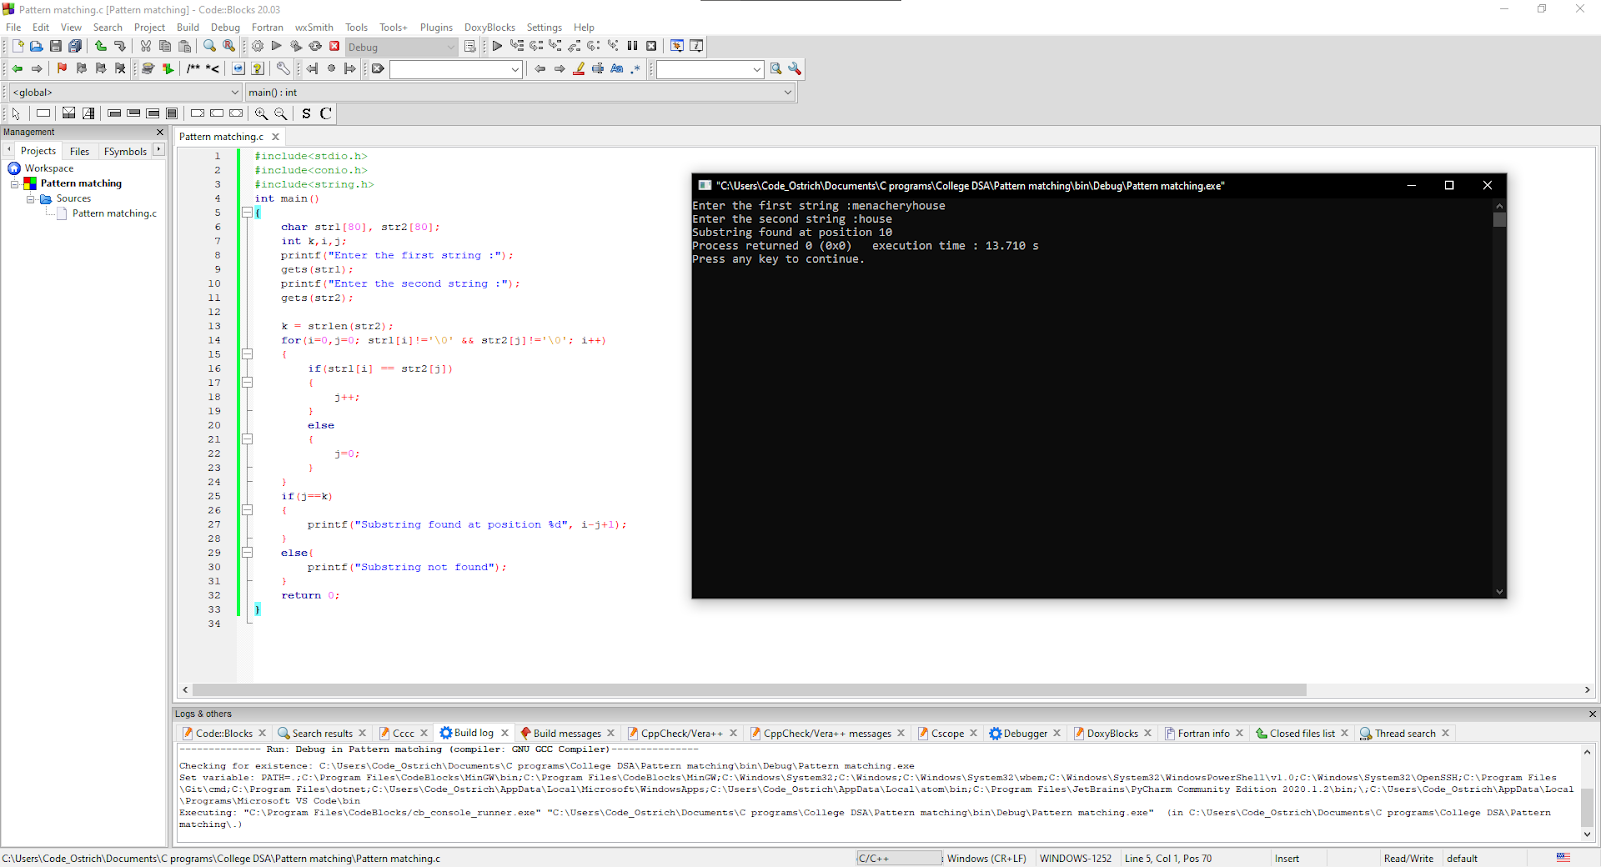 Pattern matching.c [Pattern matching] - Code::Blocks 20.03
File Edit View Search Project Build Debug Fortran wxSmith Tools Tools+ Plugins DoxyBlocks Settings Help
Debug
/** *<
<global>
main() : int
S C
Management
Projects Files FSymbols
Workspace
Pattern matching
Sources
Pattern matching.c
Pattern matching.c
1 #include<stdio.h>
2 #include<conio.h>
3 #include<string.h>
4 int main()
5 {
6 char str1[80], str2[80];
7 int k,i,j;
8 printf("Enter the first string :");
9 gets(str1);
10 printf("Enter the second string :");
11 gets(str2);
12
13 k = strlen(str2);
14 for(i=0,j=0; str1[i]!='\0' && str2[j]!='\0'; i++)
15 {
16 if(str1[i] == str2[j])
17 {
18 j++;
19 }
20 else
21 {
22 j=0;
23 }
24 }
25 if(j==k)
26 {
27 printf("Substring found at position %d", i-j+1);
28 }
29 else{
30 printf("Substring not found");
31 }
32 return 0;
33 }
34
"C:\Users\Code_Ostrich\Documents\C programs\College DSA\Pattern matching\bin\Debug\Pattern matching.exe"
Enter the first string :menacheryhouse
Enter the second string :house
Substring found at position 10
Process returned 0 (0x0)   execution time : 13.710 s
Press any key to continue.
Logs & others
Code::Blocks Search results Cccc Build log Build messages CppCheck/Vera++ CppCheck/Vera++ messages Cscope Debugger DoxyBlocks Fortran info Closed files list Thread search
-------------- Run: Debug in Pattern matching (compiler: GNU GCC Compiler)---------------
Checking for existence: C:\Users\Code_Ostrich\Documents\C programs\College DSA\Pattern matching\bin\Debug\Pattern matching.exe
Set variable: PATH=.;C:\Program Files\CodeBlocks\MinGW\bin;C:\Program Files\CodeBlocks\MinGW;C:\Windows\System32;C:\Windows;C:\Windows\System32\wbem;C:\Windows\System32\WindowsPowerShell\v1.0;C:\Windows\System32\OpenSSH;C:\Program Files
\Git\cmd;C:\Program Files\dotnet;C:\Users\Code_Ostrich\AppData\Local\Microsoft\WindowsApps;C:\Users\Code_Ostrich\AppData\Local\atom\bin;C:\Program Files\JetBrains\PyCharm Community Edition 2020.1.2\bin;\;C:\Users\Code_Ostrich\AppData\Local
\Programs\Microsoft VS Code\bin
Executing: "C:\Program Files\CodeBlocks/cb_console_runner.exe" "C:\Users\Code_Ostrich\Documents\C programs\College DSA\Pattern matching\bin\Debug\Pattern matching.exe"  (in C:\Users\Code_Ostrich\Documents\C programs\College DSA\Pattern
matching\.)
C:\Users\Code_Ostrich\Documents\C programs\College DSA\Pattern matching\Pattern matching.c C/C++ Windows (CR+LF) WINDOWS-1252 Line 5, Col 1, Pos 70 Insert Read/Write default